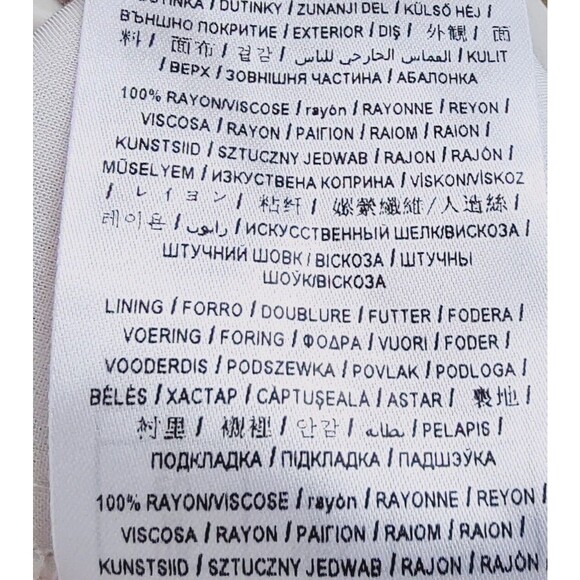 DUTINKY / ZUNANJI DEL / KÜLSŐ HÉJ /
ВЪНШНО ПОКРИТИЕ / EXTERIOR / DIŞ / 外観 / 面
料 / 面布 / 겉감 / القماس الحارجي للناس / KULIT
/ ВЕРХ / ЗОВНІШНЯ ЧАСТИНА / АБАЛОНКА
100% RAYON/VISCOSE / rayón / RAYONNE / REYON /
VISCOSA / RAYON / ΡΑΙΓΙΟΝ / RAIOM / RAION /
KUNSTSIID / SZTUCZNY JEDWAB / RAJON / RAJÓN /
MŰSELYEM / ИЗКУСТВЕНА КОПРИНА / VISKON/VISKOZ
/ レイヨン / 粘纤 / 嫘縈纖維/人造絲 /
레이온 / رايون / ИСКУССТВЕННЫЙ ШЕЛК/ВИСКОЗА /
ШТУЧНИЙ ШОВК / ВІСКОЗА / ШТУЧНЫ
ШОЎК/ВІСКОЗА
LINING / FORRO / DOUBLURE / FUTTER / FODERA /
VOERING / FORING / ΦΟΔΡΑ / VUORI / FODER /
VOODERDIS / PODSZEWKA / POVLAK / PODLOGA /
BÉLÉS / ХАСТАР / CĂPTUŞEALĂ / ASTAR / 裏地 /
衬里 / 襯裡 / 안감 / بطانه / PELAPIS /
ПОДКЛАДКА / ПІДКЛАДКА / ПАДШЭЎКА
100% RAYON/VISCOSE / rayón / RAYONNE / REYON /
VISCOSA / RAYON / ΡΑΙΓΙΟΝ / RAIOM / RAION /
KUNSTSIID / SZTUCZNY JEDWAB / RAJON / RAJÓN